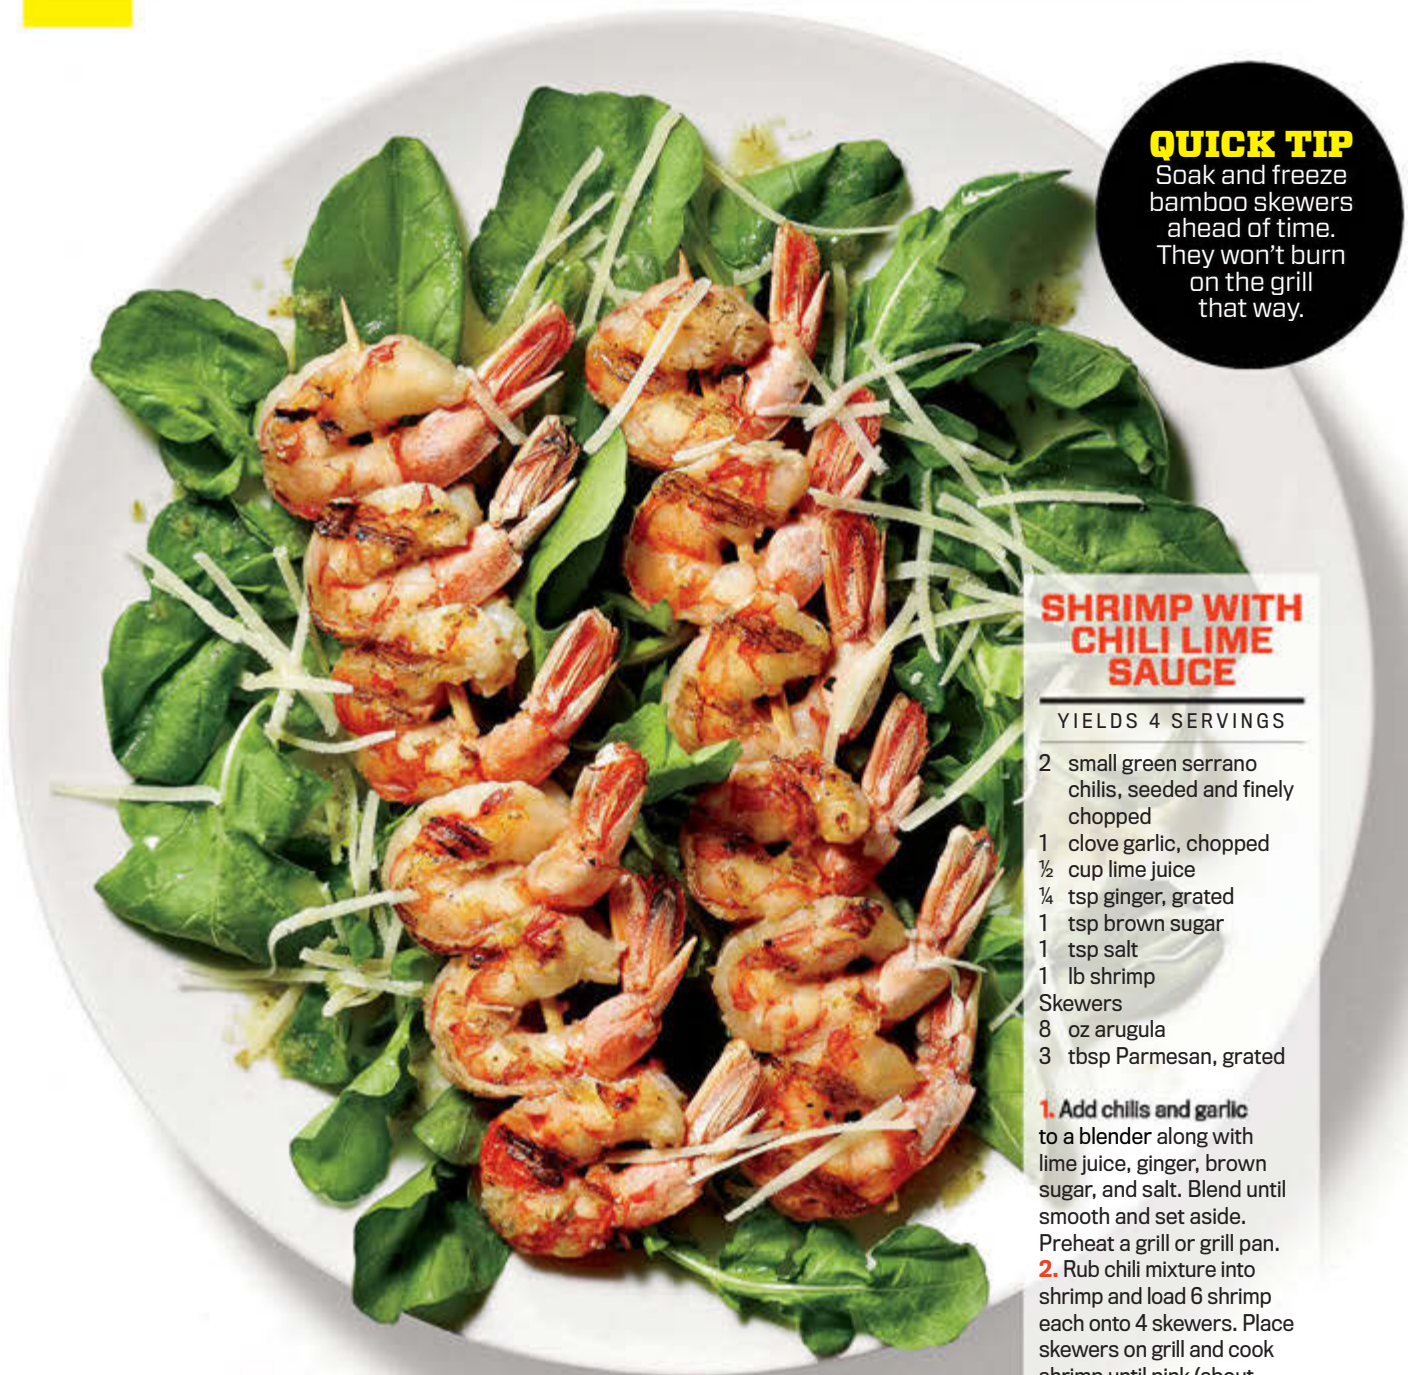 QUICK TIP
Soak and freeze
bamboo skewers
ahead of time.
They won't burn
on the grill
that way.
SHRIMP WITH
CHILI LIME
SAUCE
YIELDS 4 SERVINGS
2 small green serrano
chilis, seeded and finely
chopped
1 clove garlic, chopped
½ cup lime juice
¼ tsp ginger, grated
1 tsp brown sugar
1 tsp salt
1 lb shrimp
Skewers
8 oz arugula
3 tbsp Parmesan, grated
1. Add chilis and garlic
to a blender along with
lime juice, ginger, brown
sugar, and salt. Blend until
smooth and set aside.
Preheat a grill or grill pan.
2. Rub chili mixture into
shrimp and load 6 shrimp
each onto 4 skewers. Place
skewers on grill and cook
shrimp until pink (about